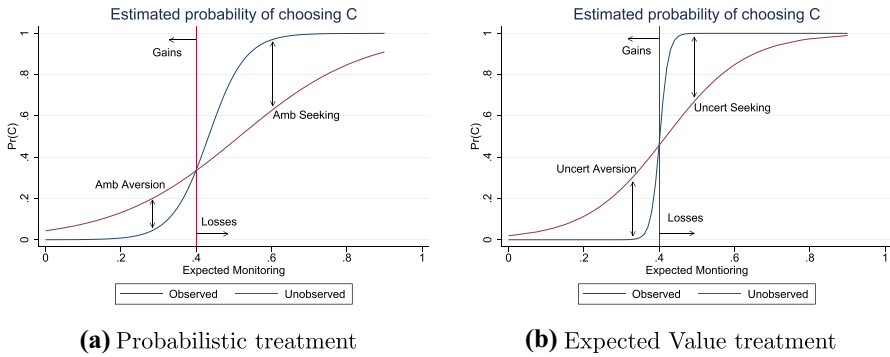 Estimated probability of choosing C
Pr(C)
1
.8
.6
.4
.2
0
Gains
Amb Seeking
Amb Aversion
Losses
0 .2 .4 .6 .8 1
Expected Monitoring
Observed Unobserved
(a) Probabilistic treatment
Estimated probability of choosing C
Pr(C)
1
.8
.6
.4
.2
0
Gains
Uncert Seeking
Uncert Aversion
Losses
0 .2 .4 .6 .8 1
Expected Monitoring
Observed Unobserved
(b) Expected Value treatment